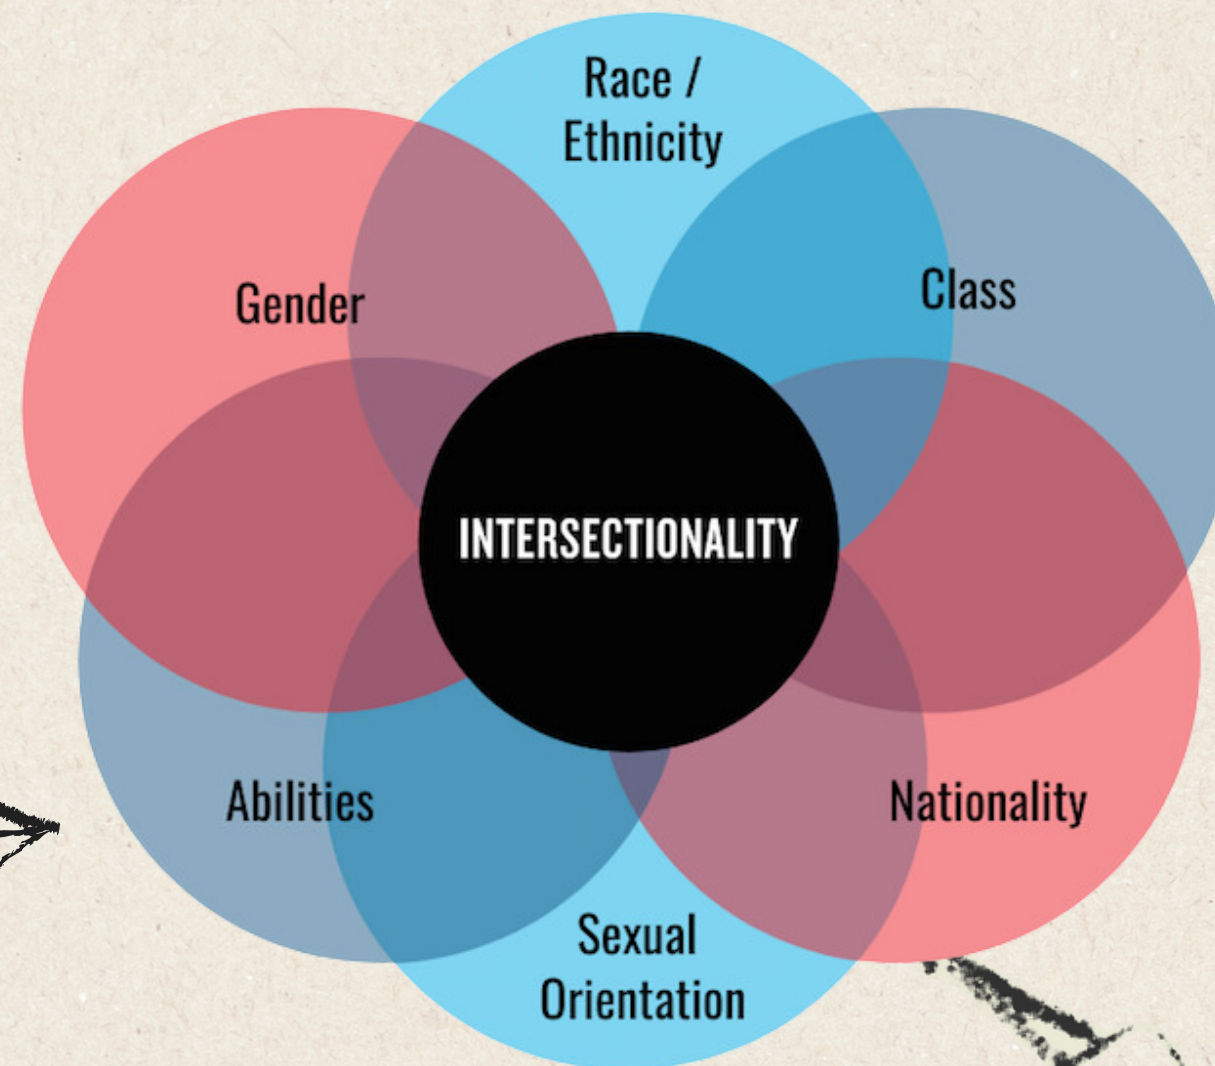 Race /
Ethnicity
Gender
Class
INTERSECTIONALITY
Abilities
Nationality
Sexual
Orientation